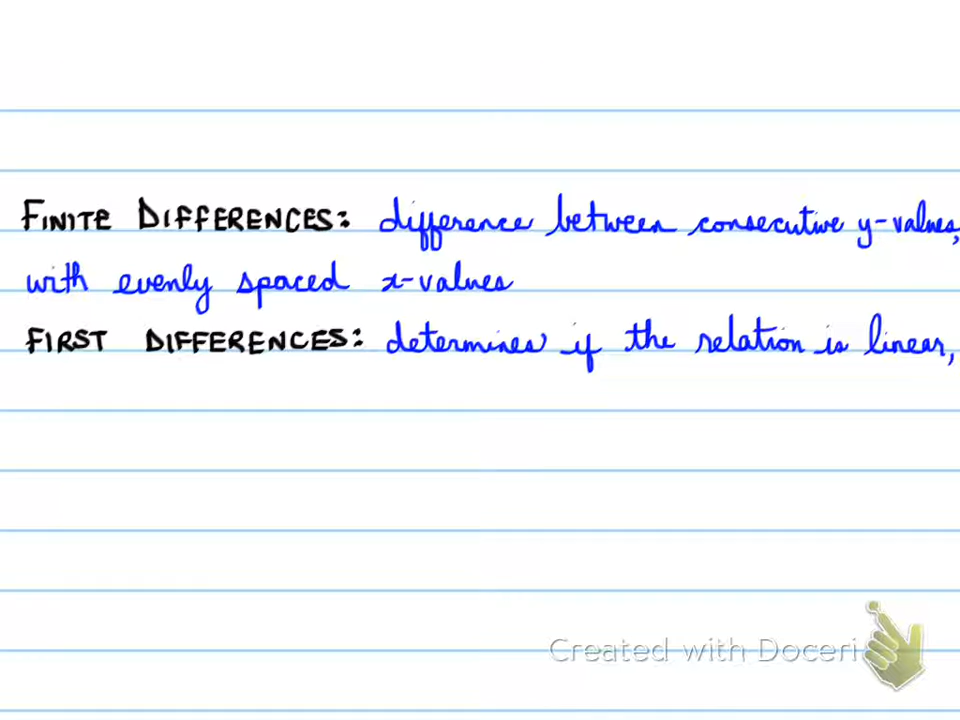 FINITE DIFFERENCES: difference between consecutive y-values,
with evenly spaced x-values
FIRST DIFFERENCES: determines if the relation is linear,
Created with Doceri